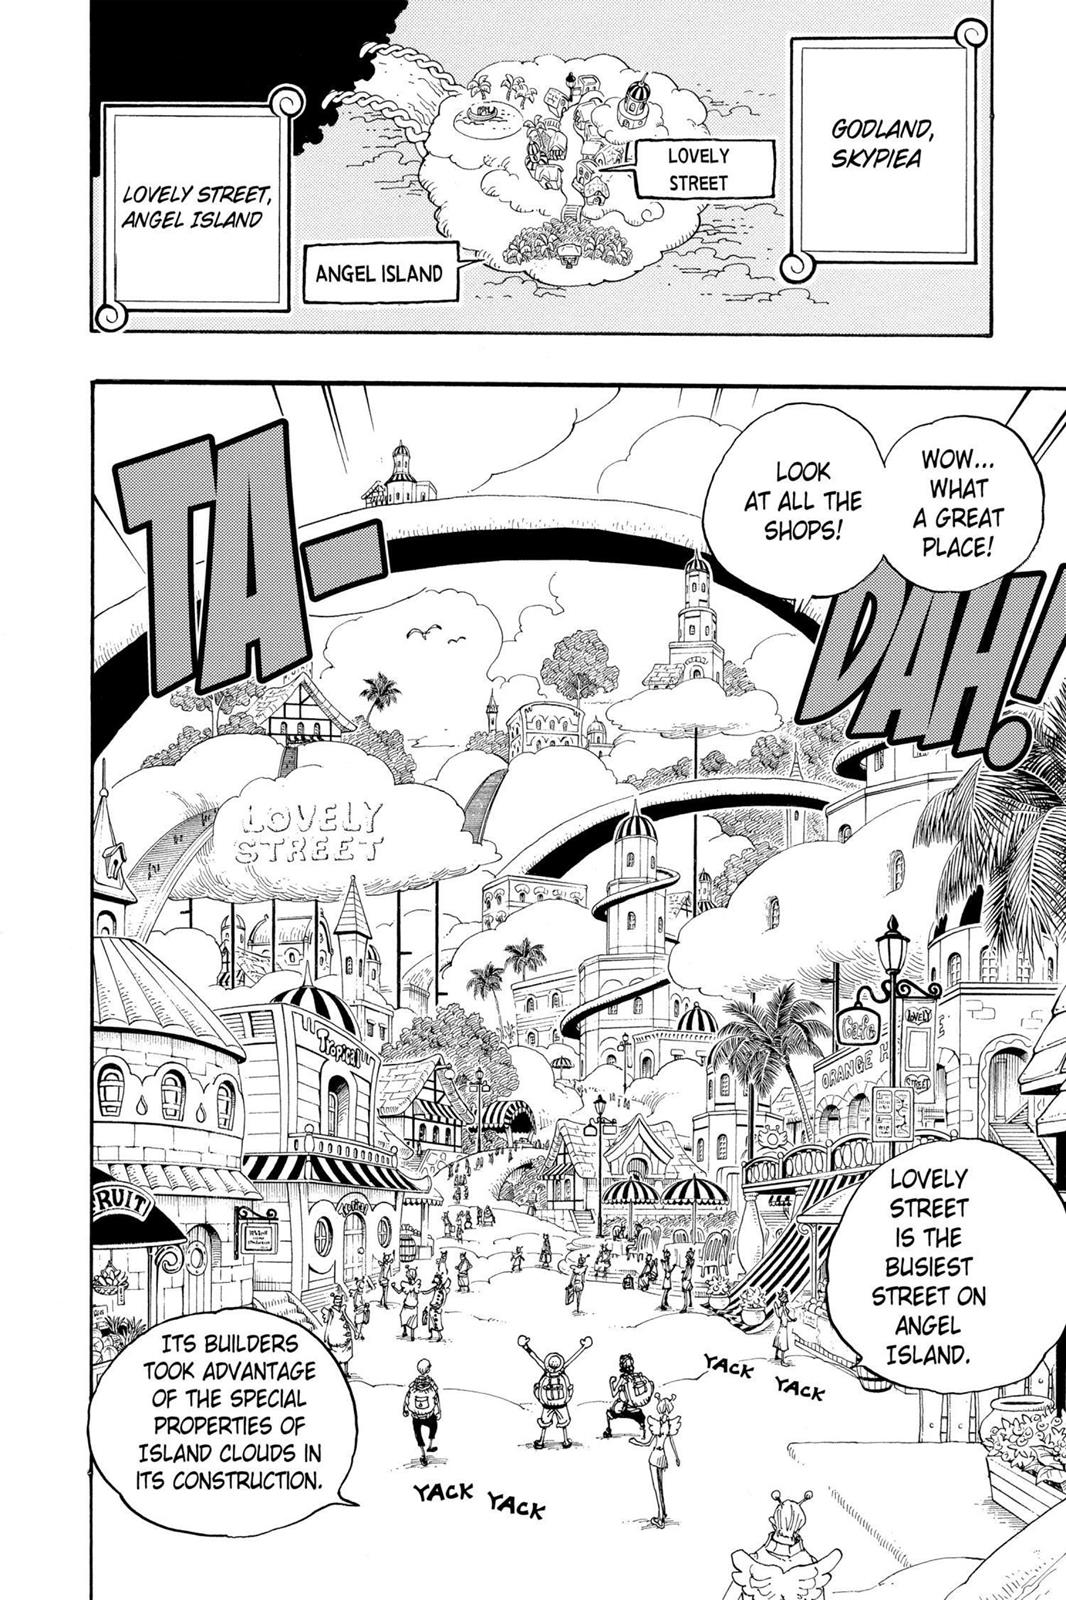 GODLAND,
SKYPIEA
LOVELY
STREET
LOVELY STREET,
ANGEL ISLAND
ANGEL ISLAND
WOW...
WHAT
A GREAT
PLACE!
LOOK
AT ALL THE
SHOPS!
TA-
DAH!
LOVELY
STREET
Tropical
Cafe
LOVELY
STREET
ORANGE H
FRUIT
LOVELY
STREET
IS THE
BUSIEST
STREET ON
ANGEL
ISLAND.
ITS BUILDERS
TOOK ADVANTAGE
OF THE SPECIAL
PROPERTIES OF
ISLAND CLOUDS IN
ITS CONSTRUCTION.
YACK YACK
YACK YACK